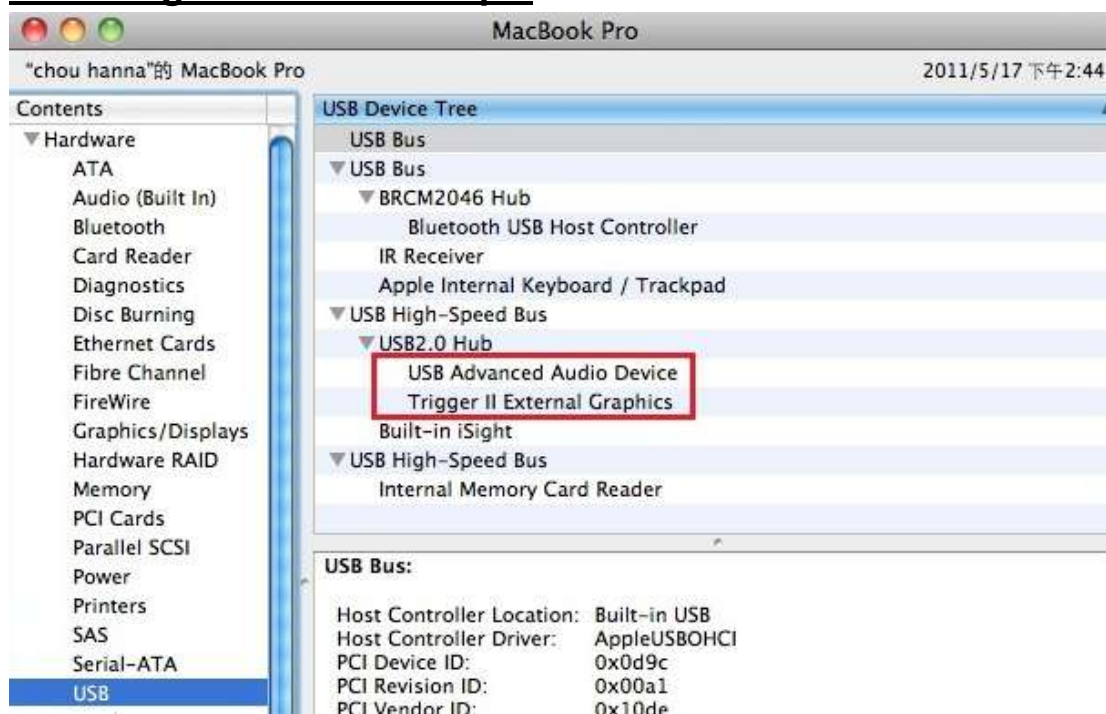 MacBook Pro
"chou hanna"的 MacBook Pro
2011/5/17 下午2:44
Contents
Hardware
ATA
Audio (Built In)
Bluetooth
Card Reader
Diagnostics
Disc Burning
Ethernet Cards
Fibre Channel
FireWire
Graphics/Displays
Hardware RAID
Memory
PCI Cards
Parallel SCSI
Power
Printers
SAS
Serial-ATA
USB
USB Device Tree
USB Bus
USB Bus
BRCM2046 Hub
Bluetooth USB Host Controller
IR Receiver
Apple Internal Keyboard / Trackpad
USB High-Speed Bus
USB2.0 Hub
USB Advanced Audio Device
Trigger II External Graphics
Built-in iSight
USB High-Speed Bus
Internal Memory Card Reader
USB Bus:
Host Controller Location: Built-in USB
Host Controller Driver: AppleUSBOHCI
PCI Device ID: 0x0d9c
PCI Revision ID: 0x00a1
PCI Vendor ID: 0x10de